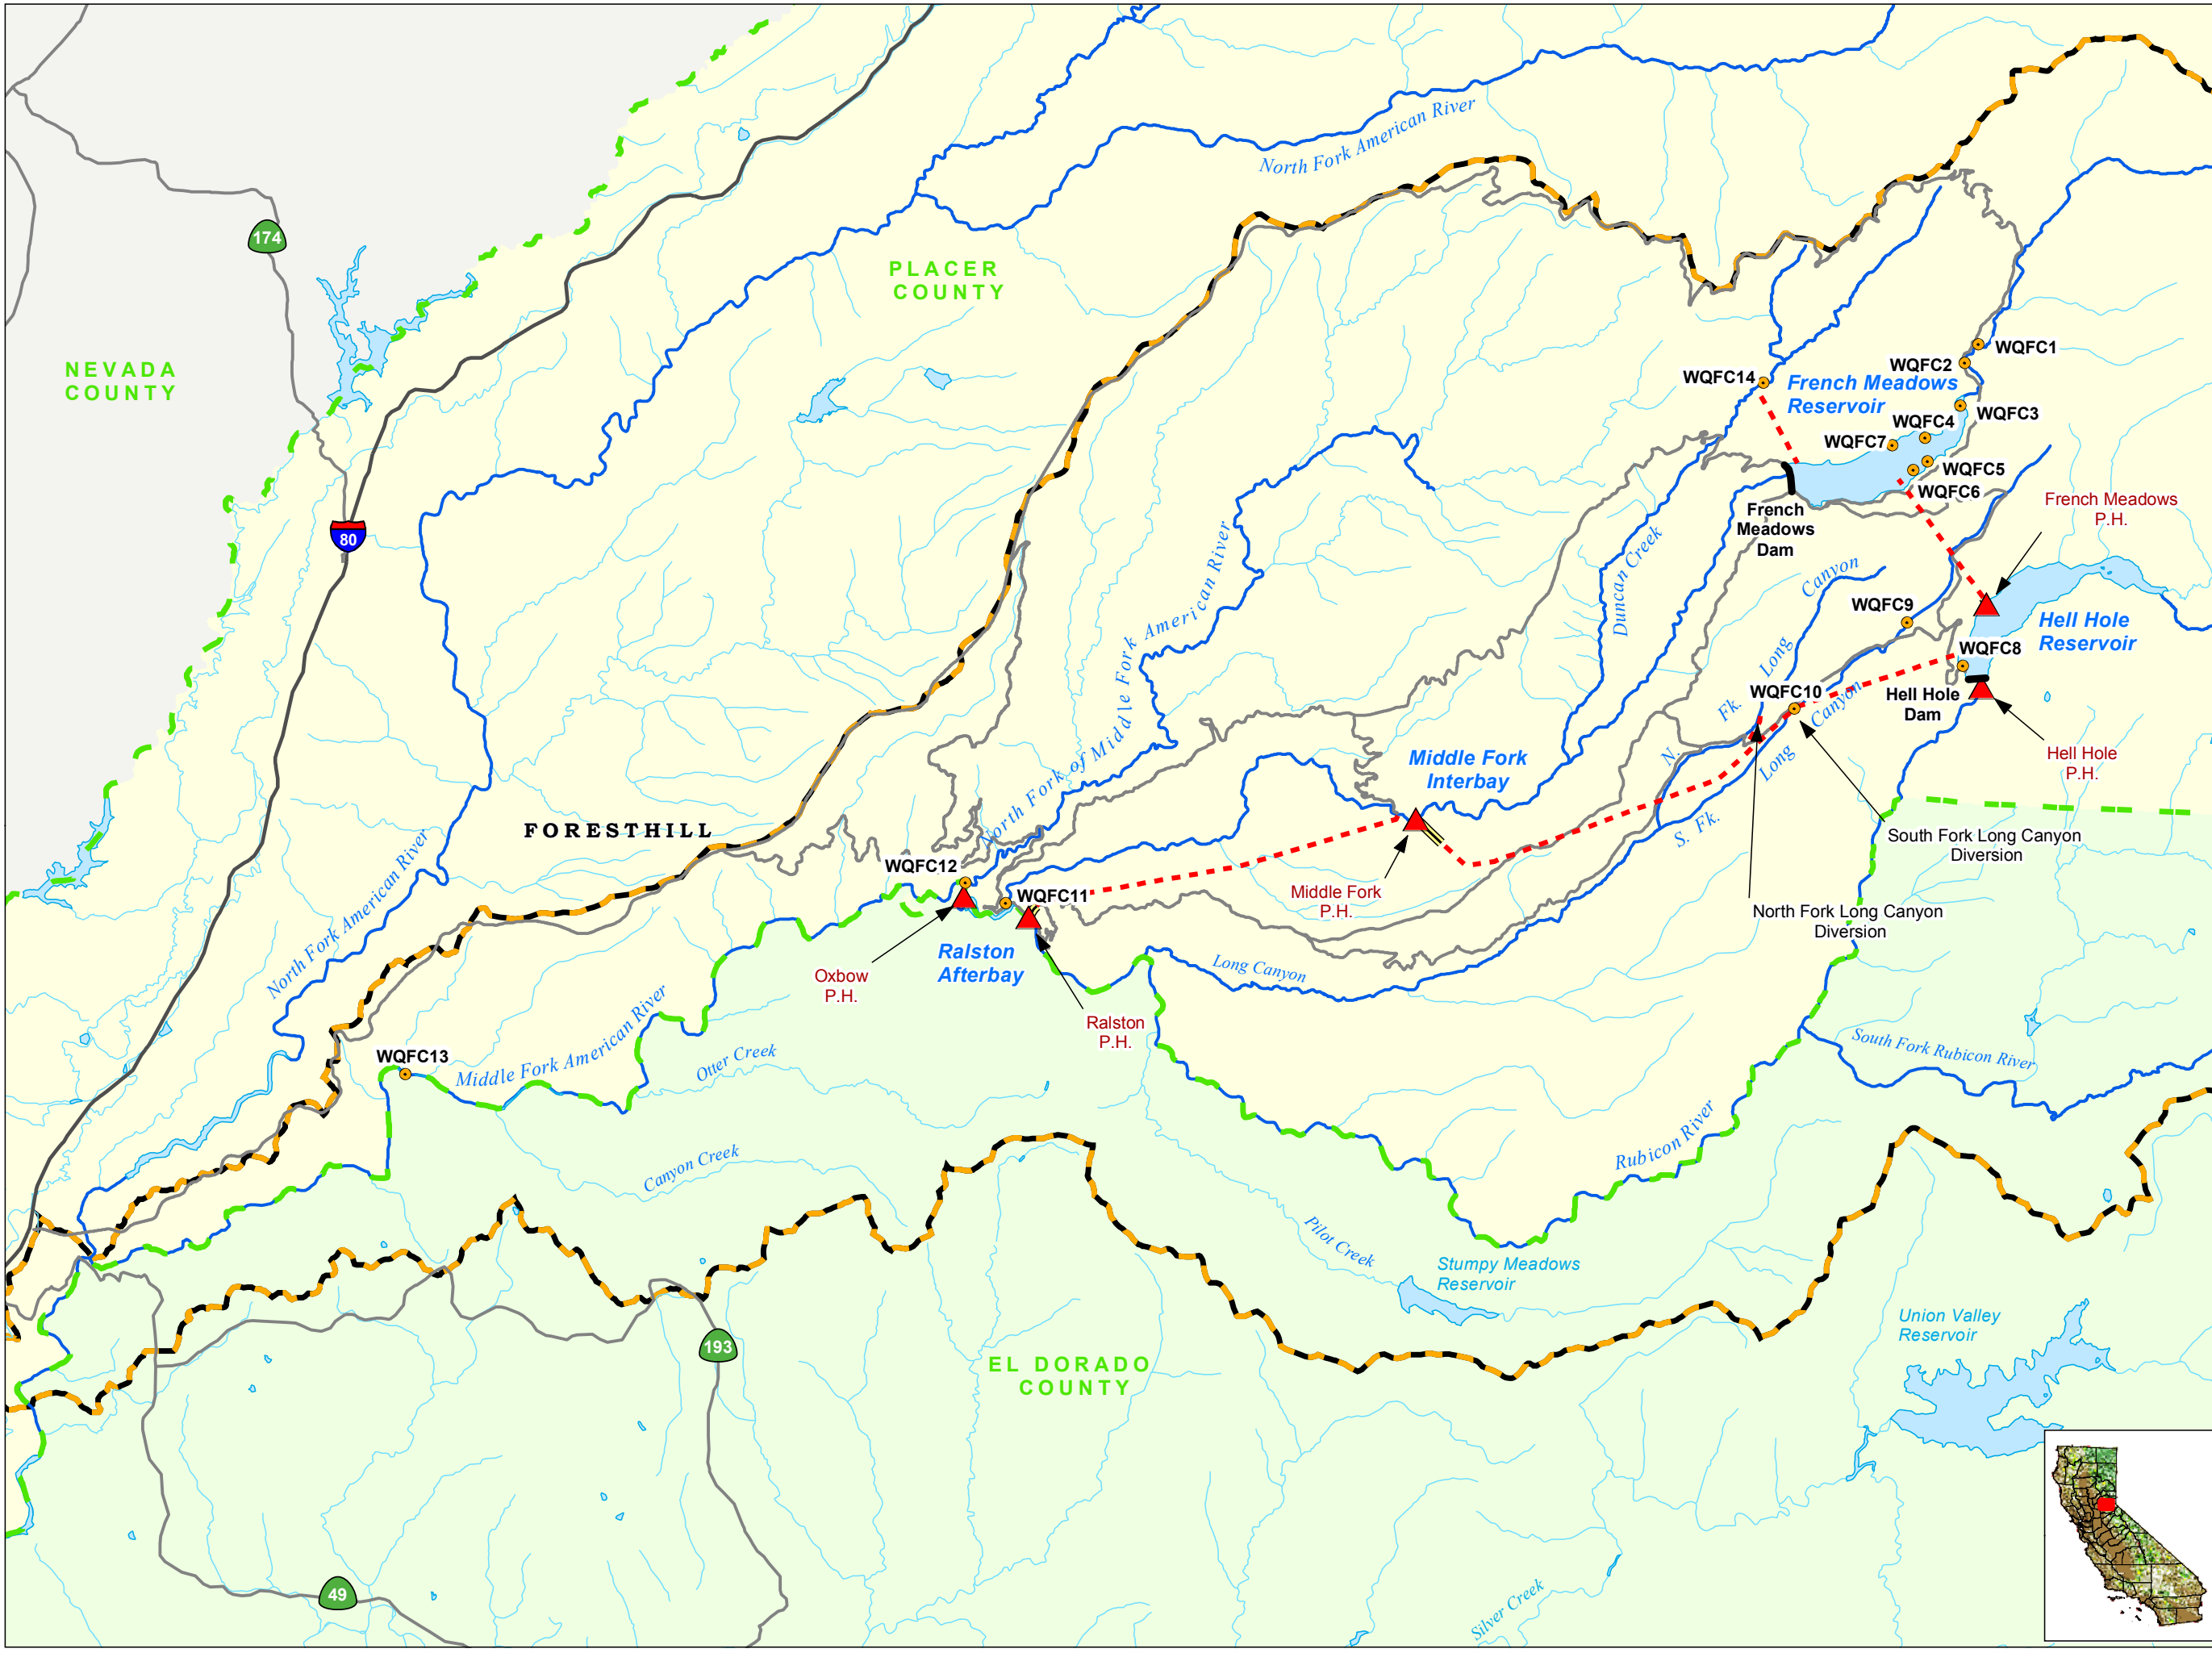 North Fork American River
174
PLACER
COUNTY
NEVADA
COUNTY
WQFC1
WQFC2
WQFC14
French Meadows
Reservoir
WQFC3
WQFC4
WQFC7
WQFC5
WQFC6
French Meadows
P.H.
French
Meadows
Dam
80
Duncan Creek
North Fork of Middle Fork American River
Canyon
Long
Fk.
N.
WQFC9
Hell Hole
Reservoir
WQFC8
WQFC10
Canyon
Long
S. Fk.
Hell Hole
Dam
Hell Hole
P.H.
Middle Fork
Interbay
FORESTHILL
South Fork Long Canyon
Diversion
WQFC12
WQFC11
Middle Fork
P.H.
North Fork Long Canyon
Diversion
North Fork American River
Ralston
Afterbay
Oxbow
P.H.
Long Canyon
Ralston
P.H.
WQFC13
Middle Fork American River
Otter Creek
South Fork Rubicon River
Canyon Creek
Rubicon River
Pilot Creek
Stumpy Meadows
Reservoir
Union Valley
Reservoir
193
EL DORADO
COUNTY
49
Silver Creek